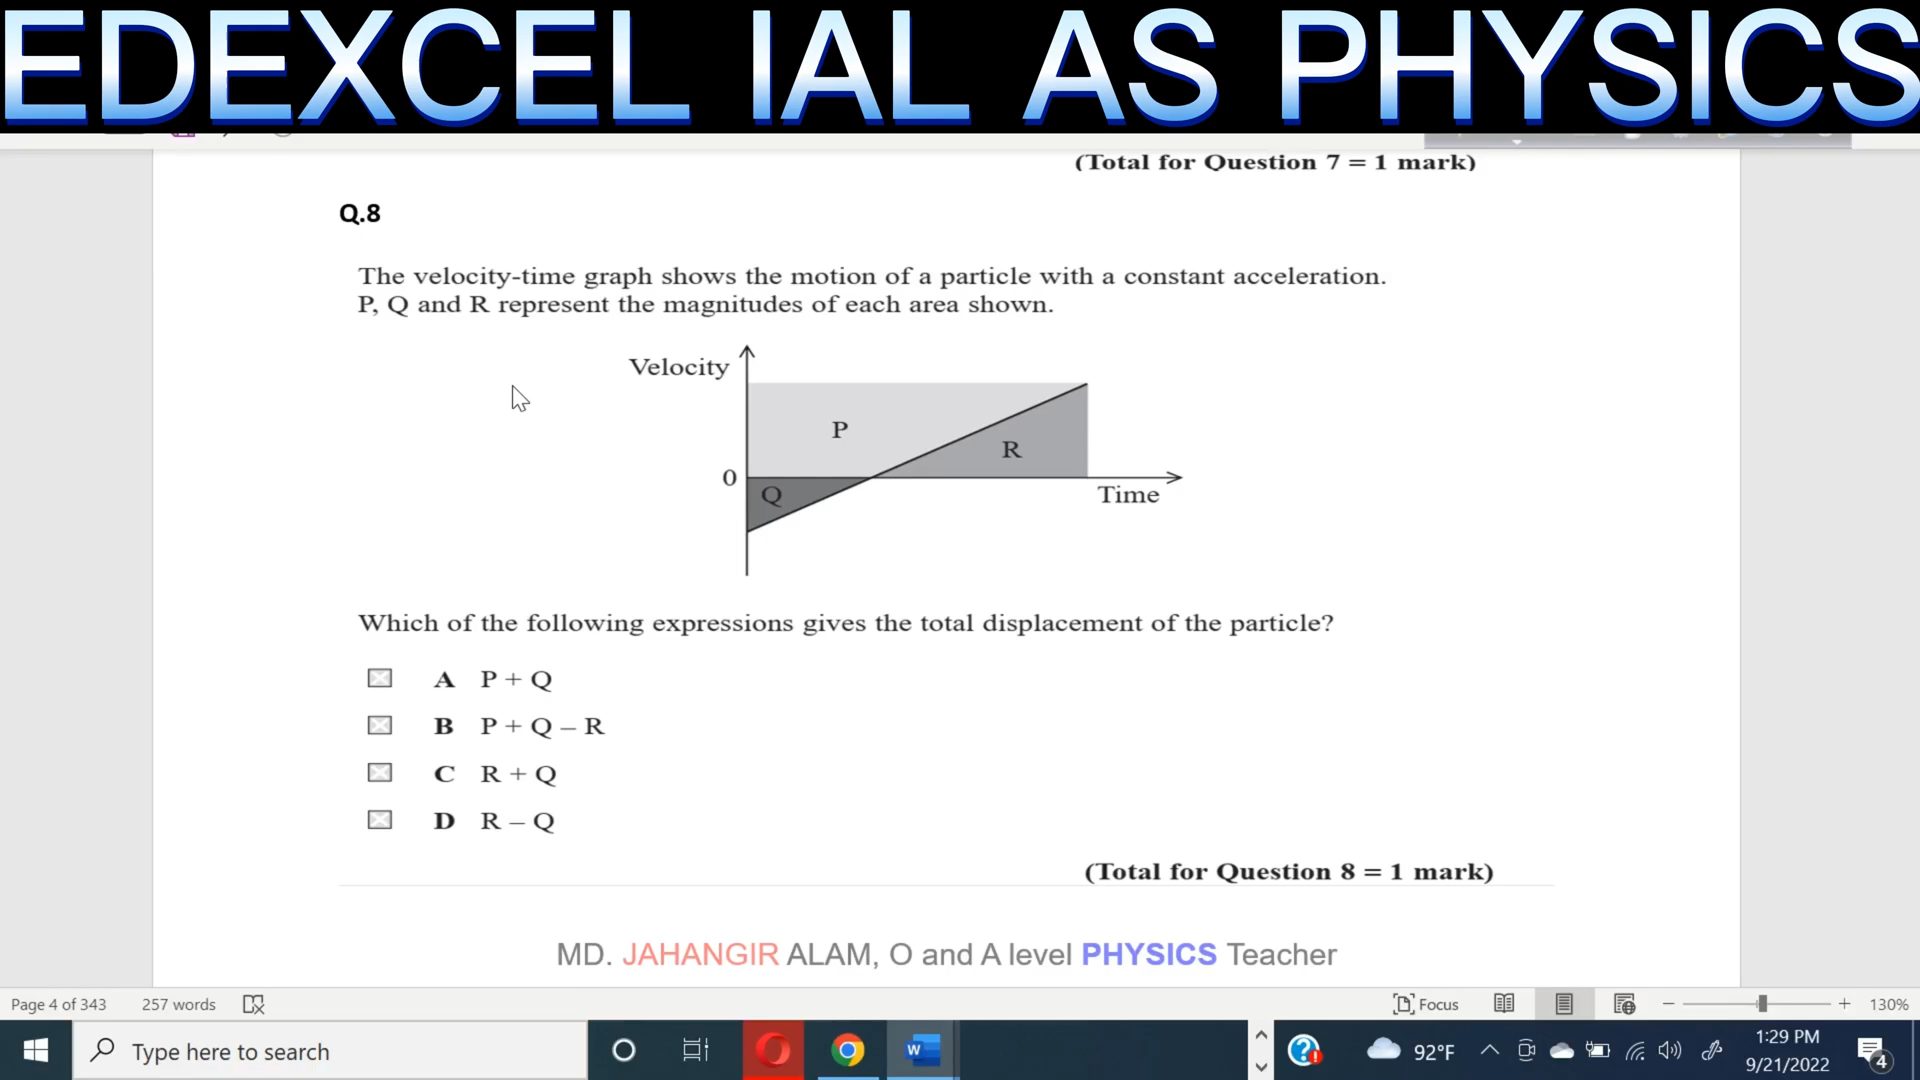 EDEXCEL IAL AS PHYSICS
(Total for Question 7 = 1 mark)
Q.8
The velocity-time graph shows the motion of a particle with a constant acceleration.
P, Q and R represent the magnitudes of each area shown.
Velocity
P
R
0
Q
Time
Which of the following expressions gives the total displacement of the particle?
A P + Q
B P + Q – R
C R + Q
D R – Q
(Total for Question 8 = 1 mark)
MD. JAHANGIR ALAM, O and A level PHYSICS Teacher
Page 4 of 343 257 words Focus 130%
Type here to search
W
92°F
1:29 PM
9/21/2022
4